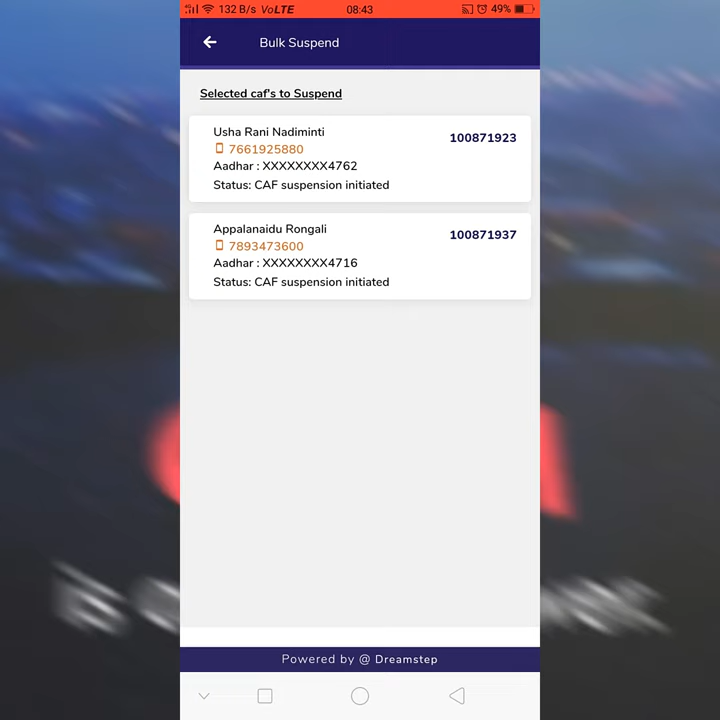 132 B/s VoLTE 08:43 49%
Bulk Suspend
Selected caf's to Suspend
Usha Rani Nadiminti 100871923
7661925880
Aadhar : XXXXXXXX4762
Status: CAF suspension initiated
Appalanaidu Rongali 100871937
7893473600
Aadhar : XXXXXXXX4716
Status: CAF suspension initiated
Powered by @ Dreamstep